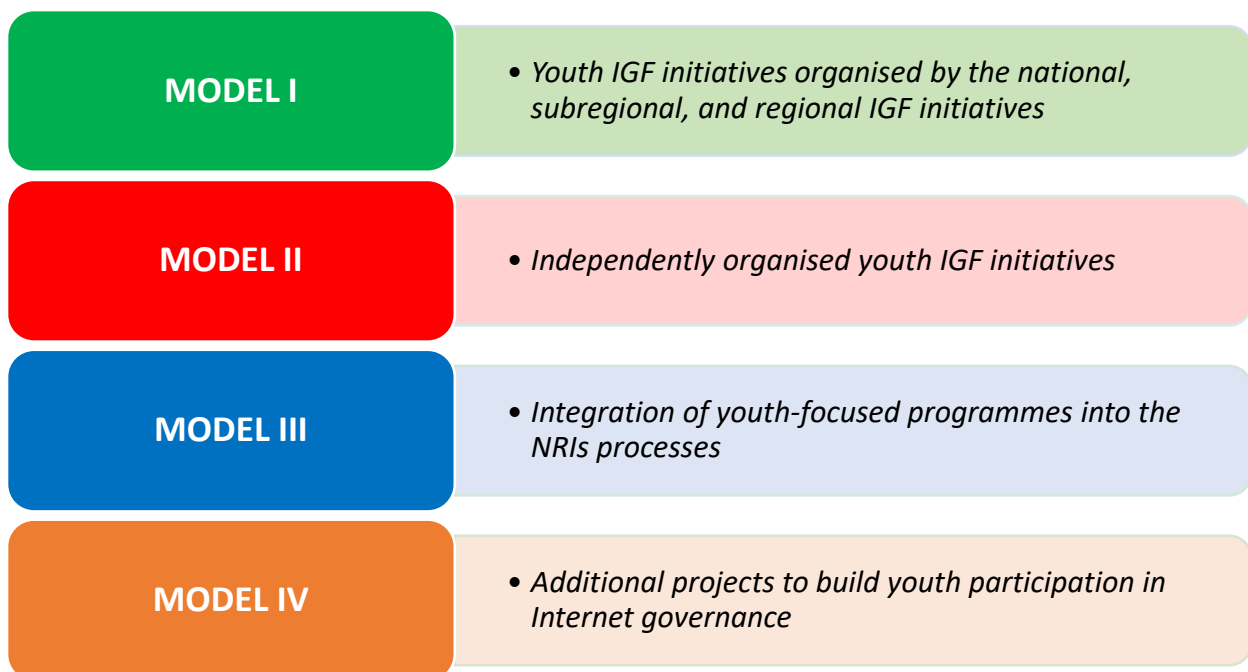 MODEL I
• Youth IGF initiatives organised by the national,
subregional, and regional IGF initiatives
MODEL II
• Independently organised youth IGF initiatives
MODEL III
• Integration of youth-focused programmes into the
NRIs processes
MODEL IV
• Additional projects to build youth participation in
Internet governance